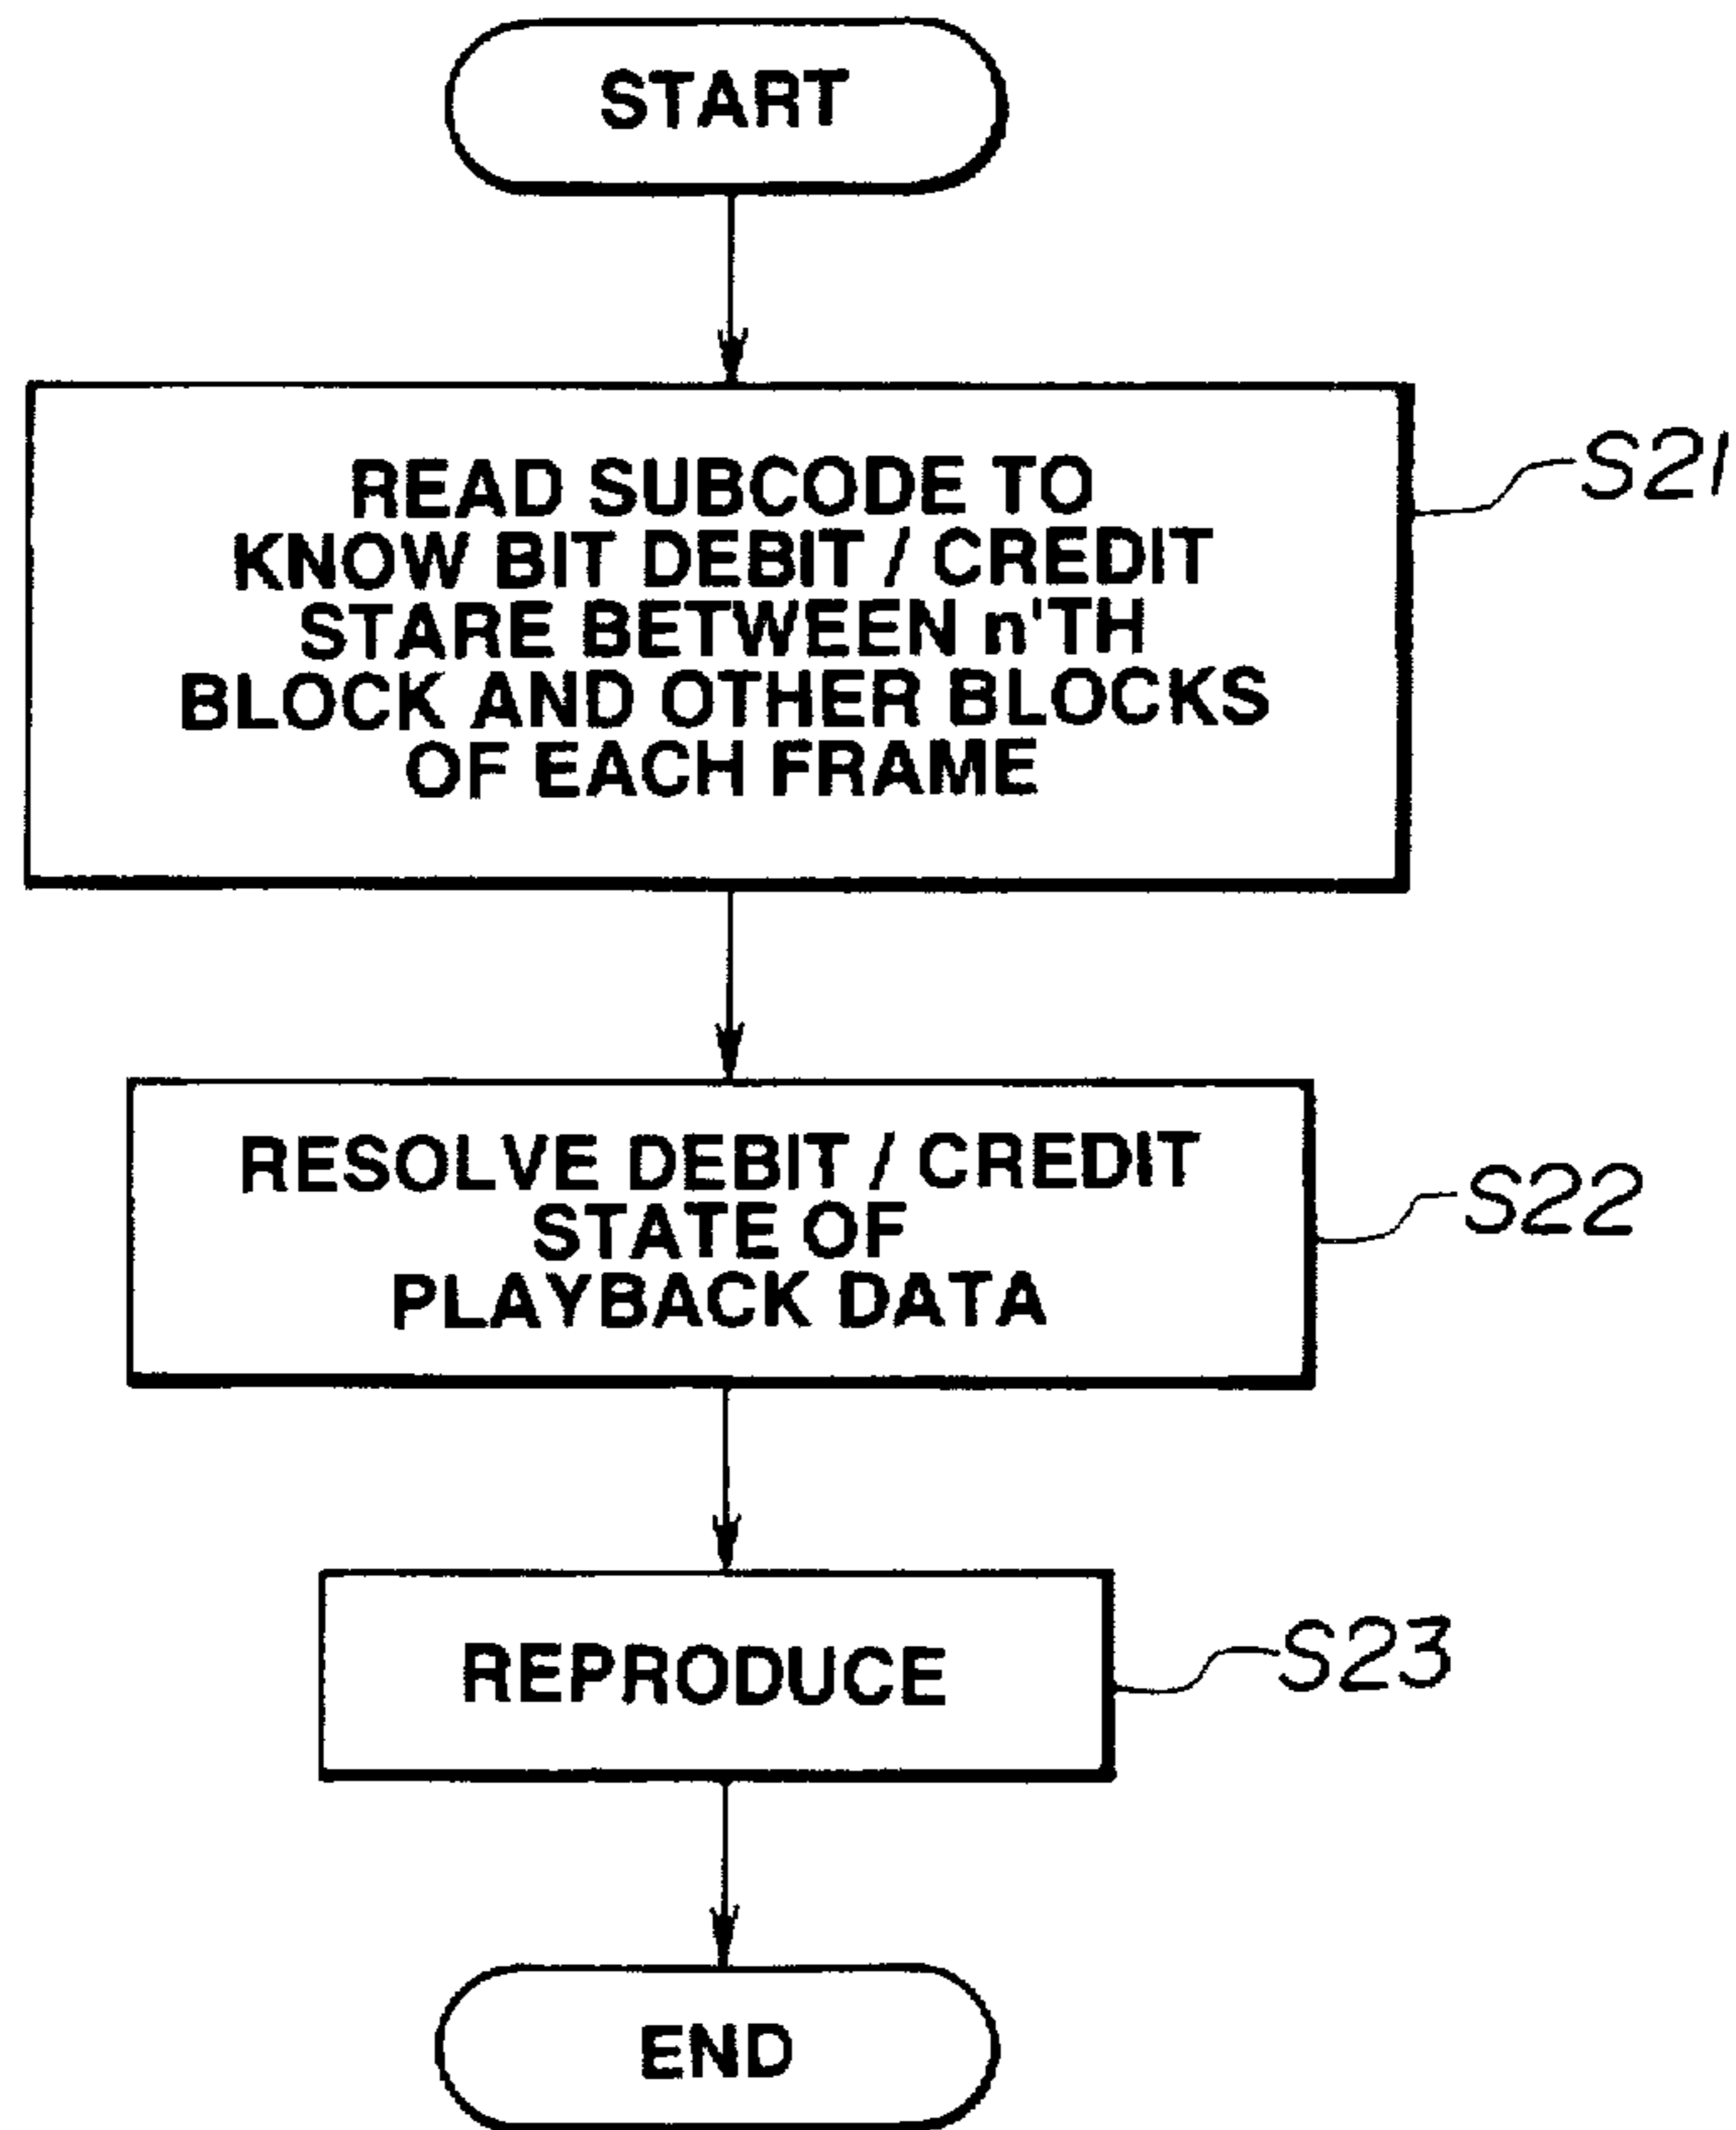 START
READ SUBCODE TO
KNOW BIT DEBIT / CREDIT
STARE BETWEEN n'TH
BLOCK AND OTHER BLOCKS
OF EACH FRAME
S21
RESOLVE DEBIT / CREDIT
STATE OF
PLAYBACK DATA
S22
REPRODUCE
S23
END